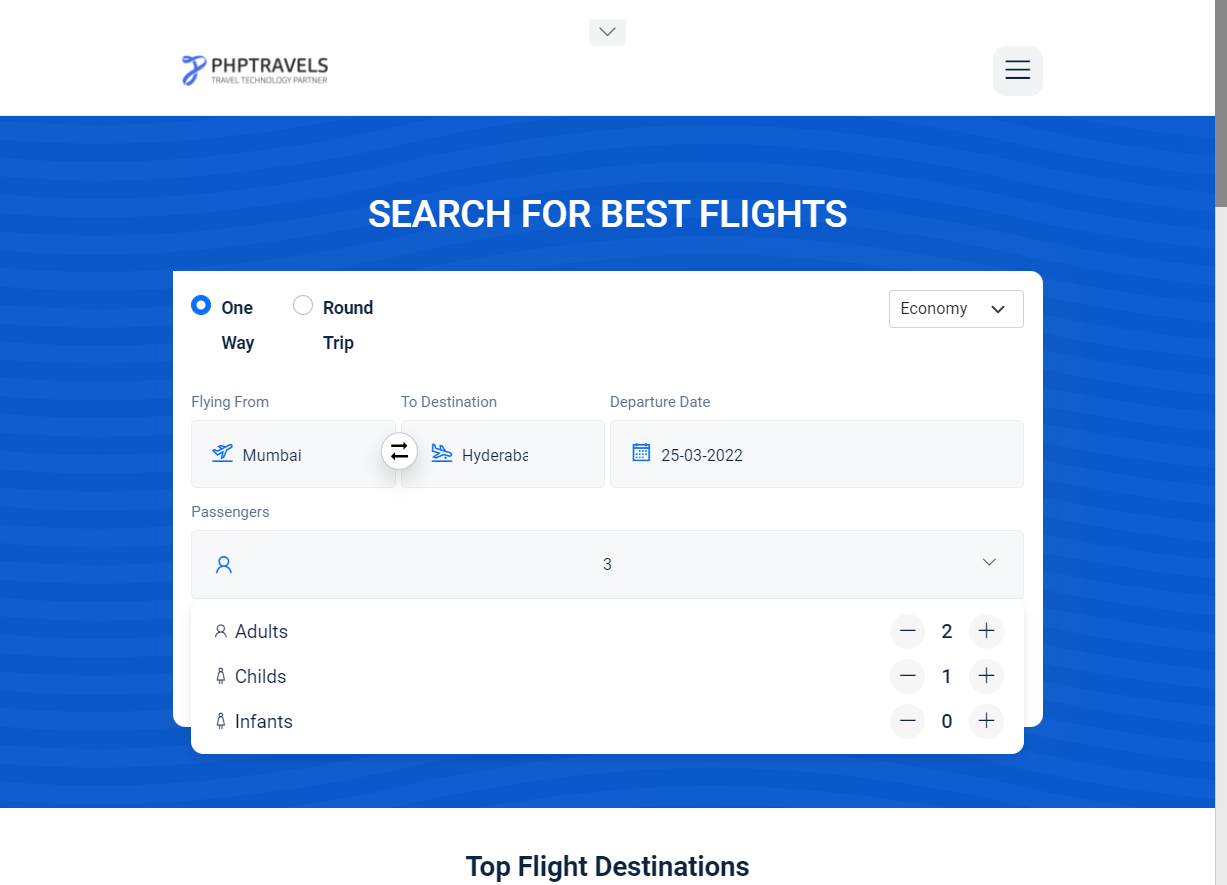 PHPTRAVELS
TRAVEL TECHNOLOGY PARTNER
SEARCH FOR BEST FLIGHTS
One Way
Round Trip
Economy
Flying From
To Destination
Departure Date
Mumbai
Hyderaba
25-03-2022
Passengers
3
Adults
2
Childs
1
Infants
0
Top Flight Destinations